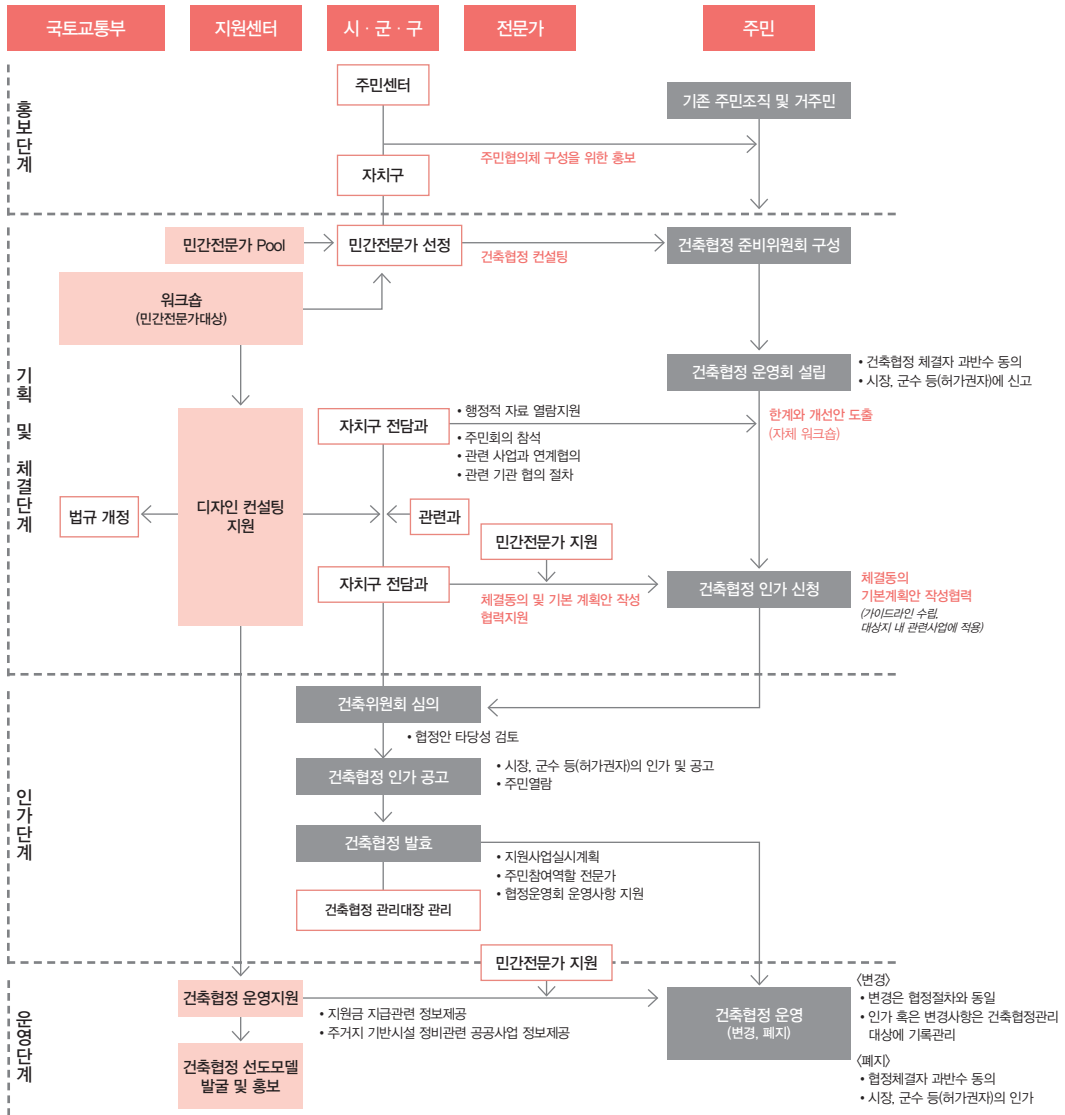 국토교통부
지원센터
시 · 군 · 구
전문가
주민
홍보단계
주민센터
기존 주민조직 및 거주민
주민협의체 구성을 위한 홍보
자치구
기획 및 체결단계
민간전문가 Pool
민간전문가 선정
건축협정 컨설팅
건축협정 준비위원회 구성
워크숍
(민간전문가대상)
건축협정 운영회 설립
• 건축협정 체결자 과반수 동의
• 시장, 군수 등(허가권자)에 신고
자치구 전담과
• 행정적 자료 열람지원
• 주민회의 참석
• 관련 사업과 연계협의
• 관련 기관 협의 절차
한계와 개선안 도출
(자체 워크숍)
법규 개정
디자인 컨설팅
지원
관련과
민간전문가 지원
자치구 전담과
체결동의 및 기본 계획안 작성
협력지원
건축협정 인가 신청
체결동의
기본계획안 작성협력
(가이드라인 수립,
대상지 내 관련사업에 적용)
인가단계
건축위원회 심의
• 협정안 타당성 검토
건축협정 인가 공고
• 시장, 군수 등(허가권자)의 인가 및 공고
• 주민열람
건축협정 발효
• 지원사업실시계획
• 주민참여역할 전문가
• 협정운영회 운영사항 지원
건축협정 관리대장 관리
운영단계
민간전문가 지원
건축협정 운영지원
• 지원금 지급관련 정보제공
• 주거지 기반시설 정비관련 공공사업 정보제공
건축협정 운영
(변경, 폐지)
〈변경〉
• 변경은 협정절차와 동일
• 인가 혹은 변경사항은 건축협정관리
대상에 기록관리
〈폐지〉
• 협정체결자 과반수 동의
• 시장, 군수 등(허가권자)의 인가
건축협정 선도모델
발굴 및 홍보